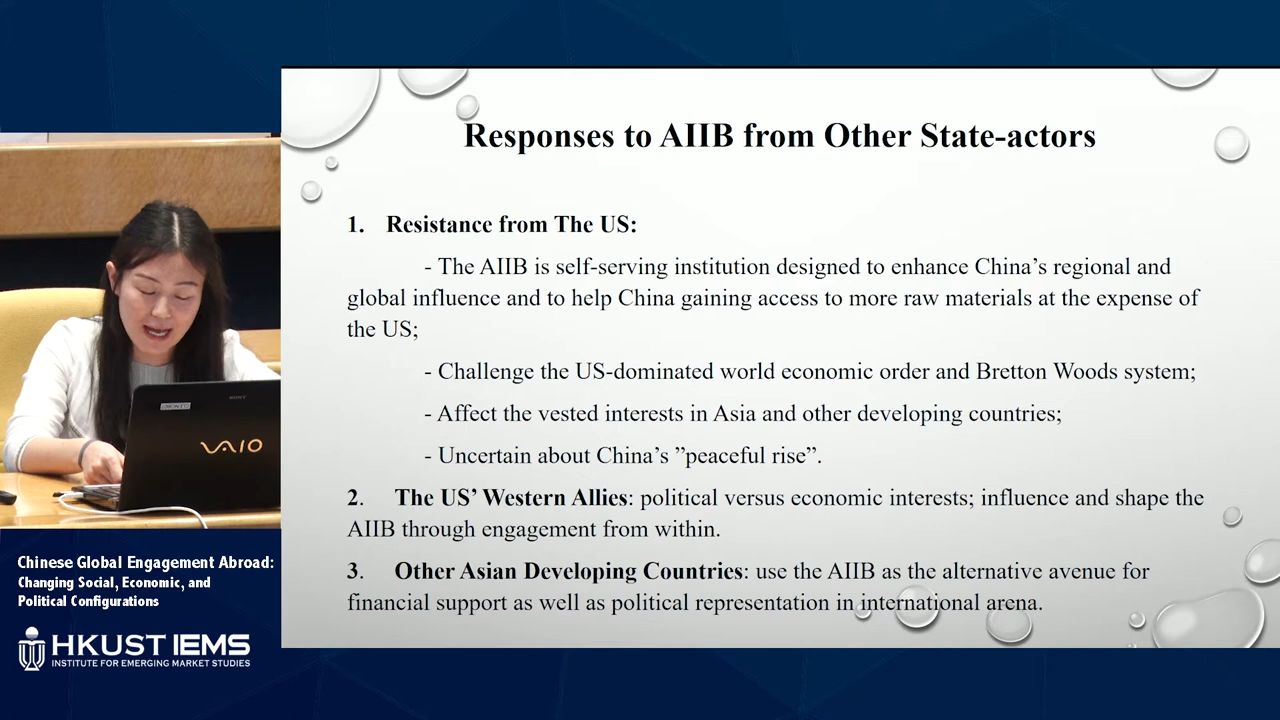 Responses to AIIB from Other State-actors
1. Resistance from The US:
- The AIIB is self-serving institution designed to enhance China’s regional and
global influence and to help China gaining access to more raw materials at the expense of
the US;
- Challenge the US-dominated world economic order and Bretton Woods system;
- Affect the vested interests in Asia and other developing countries;
- Uncertain about China’s ”peaceful rise”.
2. The US’ Western Allies: political versus economic interests; influence and shape the
AIIB through engagement from within.
3. Other Asian Developing Countries: use the AIIB as the alternative avenue for
financial support as well as political representation in international arena.
SONY
VAIO
Chinese Global Engagement Abroad:
Changing Social, Economic, and
Political Configurations
HKUST IEMS
INSTITUTE FOR EMERGING MARKET STUDIES